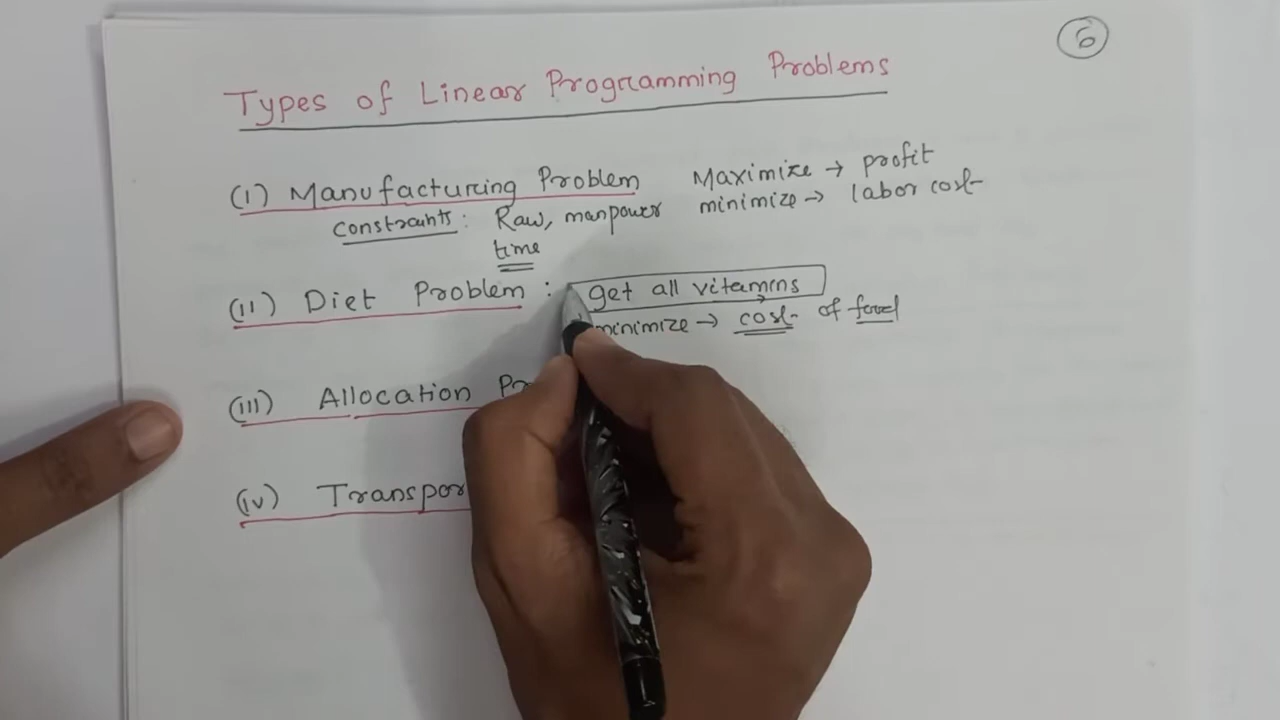 6
Types of Linear Programming Problems
(I) Manufacturing Problem Maximize → profit
minimize → labor cost
Constraints: Raw, manpower
time
(II) Diet Problem : get all vitamins
minimize → cost of food
(III) Allocation
(IV)